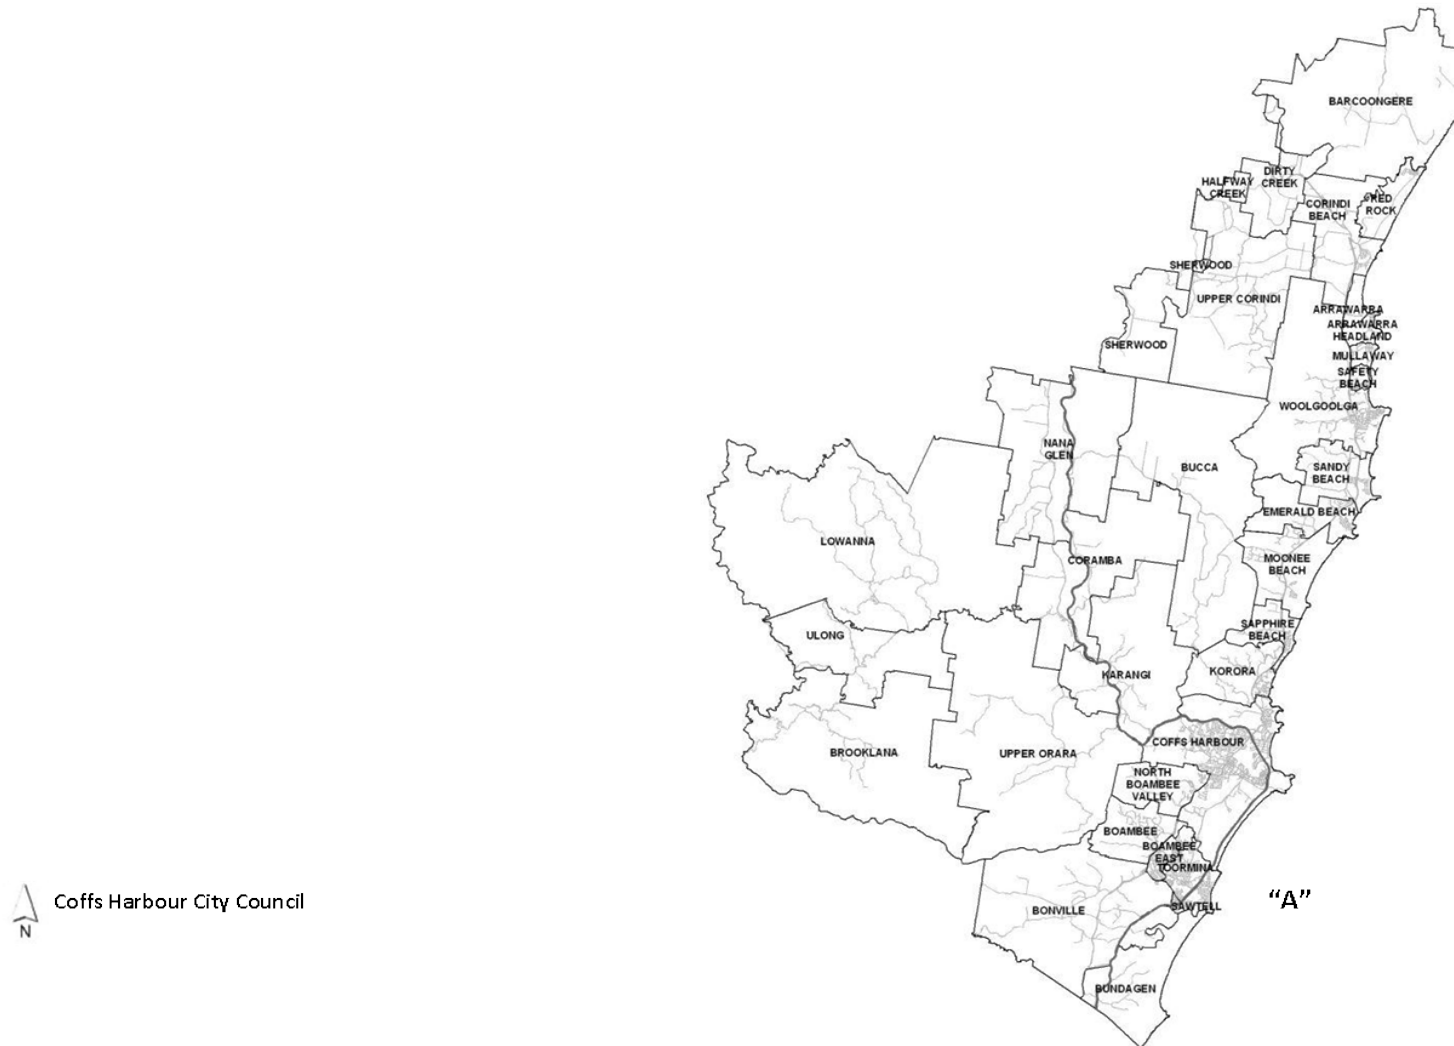 BARCOONGERE
DIRTY
CREEK
HALFWAY
CREEK
RED
ROCK
CORINDI
BEACH
SHERWOOD
UPPER CORINDI
ARRAWARRA
ARRAWARRA
HEADLAND
SHERWOOD
MULLAWAY
SAFETY
BEACH
WOOLGOOLGA
NANA
GLEN
BUCCA
SANDY
BEACH
EMERALD BEACH
LOWANNA
CORAMBA
MOONEE
BEACH
SAPPHIRE
BEACH
ULONG
KORORA
KARANGI
COFFS HARBOUR
BROOKLANA
UPPER ORARA
NORTH
BOAMBEE
VALLEY
BOAMBEE
BOAMBEE
EAST
TOORMINA
SAWTELL
BONVILLE
BUNDAGEN
Coffs Harbour City Council
N
“A”